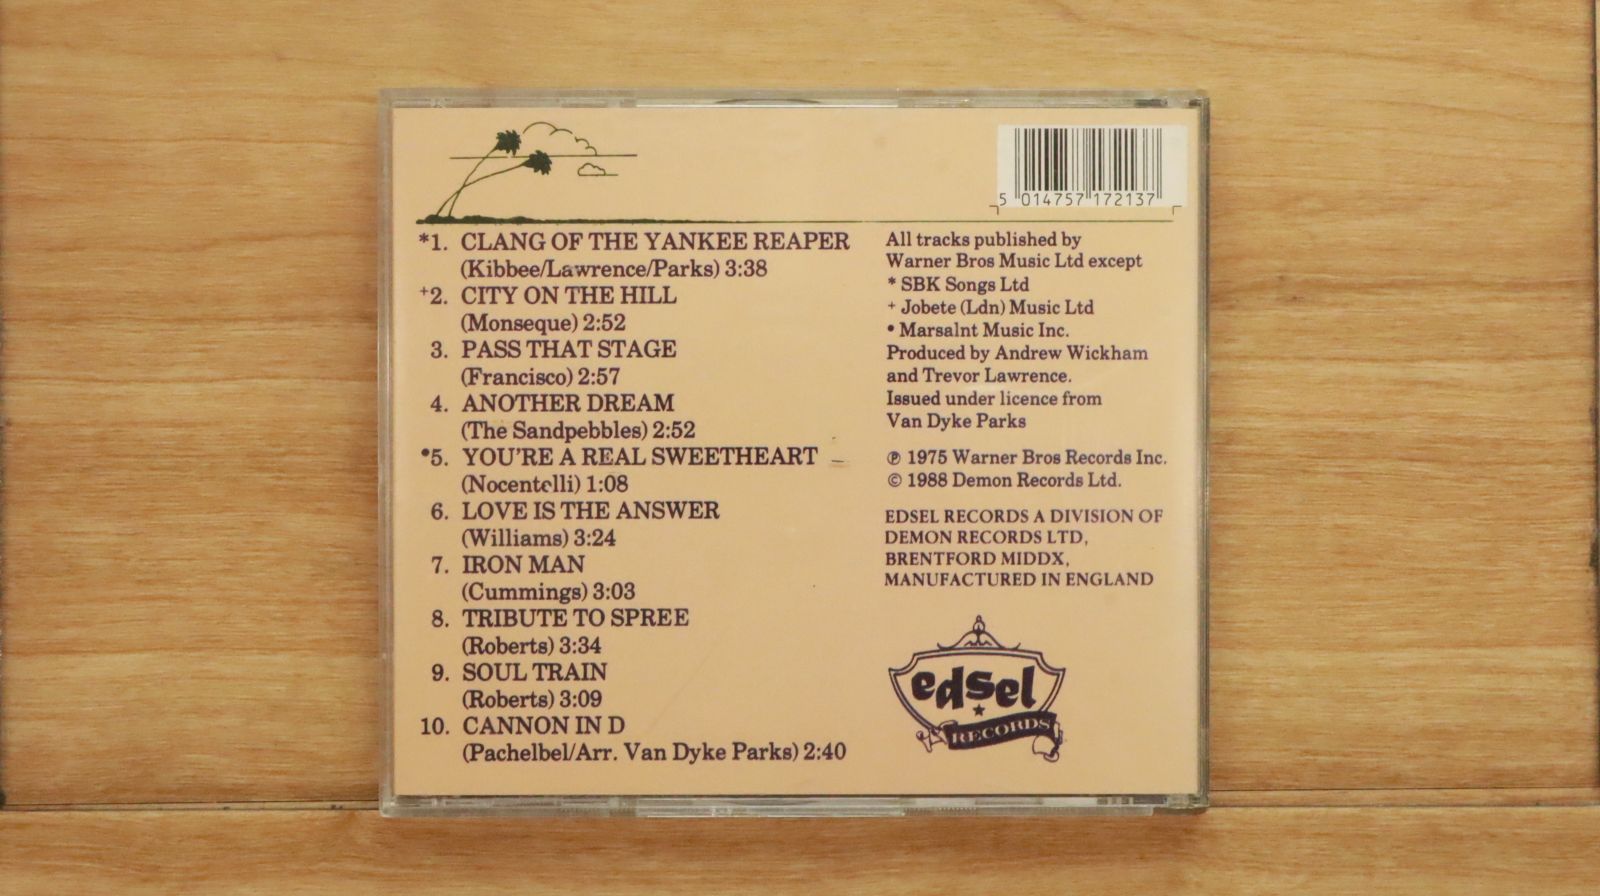 5 014757 172137
*1. CLANG OF THE YANKEE REAPER
(Kibbee/Lawrence/Parks) 3:38
+2. CITY ON THE HILL
(Monseque) 2:52
3. PASS THAT STAGE
(Francisco) 2:57
4. ANOTHER DREAM
(The Sandpebbles) 2:52
•5. YOU'RE A REAL SWEETHEART
(Nocentelli) 1:08
6. LOVE IS THE ANSWER
(Williams) 3:24
7. IRON MAN
(Cummings) 3:03
8. TRIBUTE TO SPREE
(Roberts) 3:34
9. SOUL TRAIN
(Roberts) 3:09
10. CANNON IN D
(Pachelbel/Arr. Van Dyke Parks) 2:40
All tracks published by
Warner Bros Music Ltd except
* SBK Songs Ltd
+ Jobete (Ldn) Music Ltd
• Marsalnt Music Inc.
Produced by Andrew Wickham
and Trevor Lawrence.
Issued under licence from
Van Dyke Parks
℗ 1975 Warner Bros Records Inc.
© 1988 Demon Records Ltd.
EDSEL RECORDS A DIVISION OF
DEMON RECORDS LTD,
BRENTFORD MIDDX,
MANUFACTURED IN ENGLAND
edsel
RECORDS